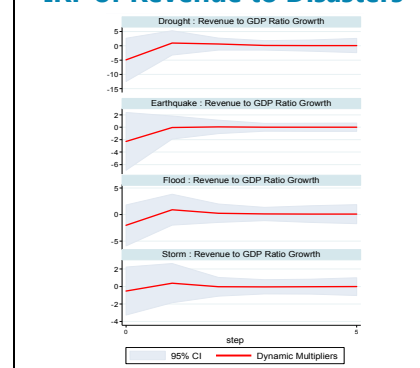 IRF of Revenue to Disasters
Drought : Revenue to GDP Ratio Growrth
5
0
-5
-10
-15
Earthquake : Revenue to GDP Ratio Growrth
2
0
-2
-4
-6
Flood : Revenue to GDP Ratio Growrth
5
0
-5
Storm : Revenue to GDP Ratio Growrth
2
0
-2
-4
0 5
step
95% CI Dynamic Multipliers